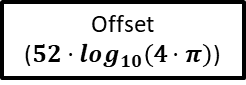 Offset
(52 · log₁₀(4 · π))